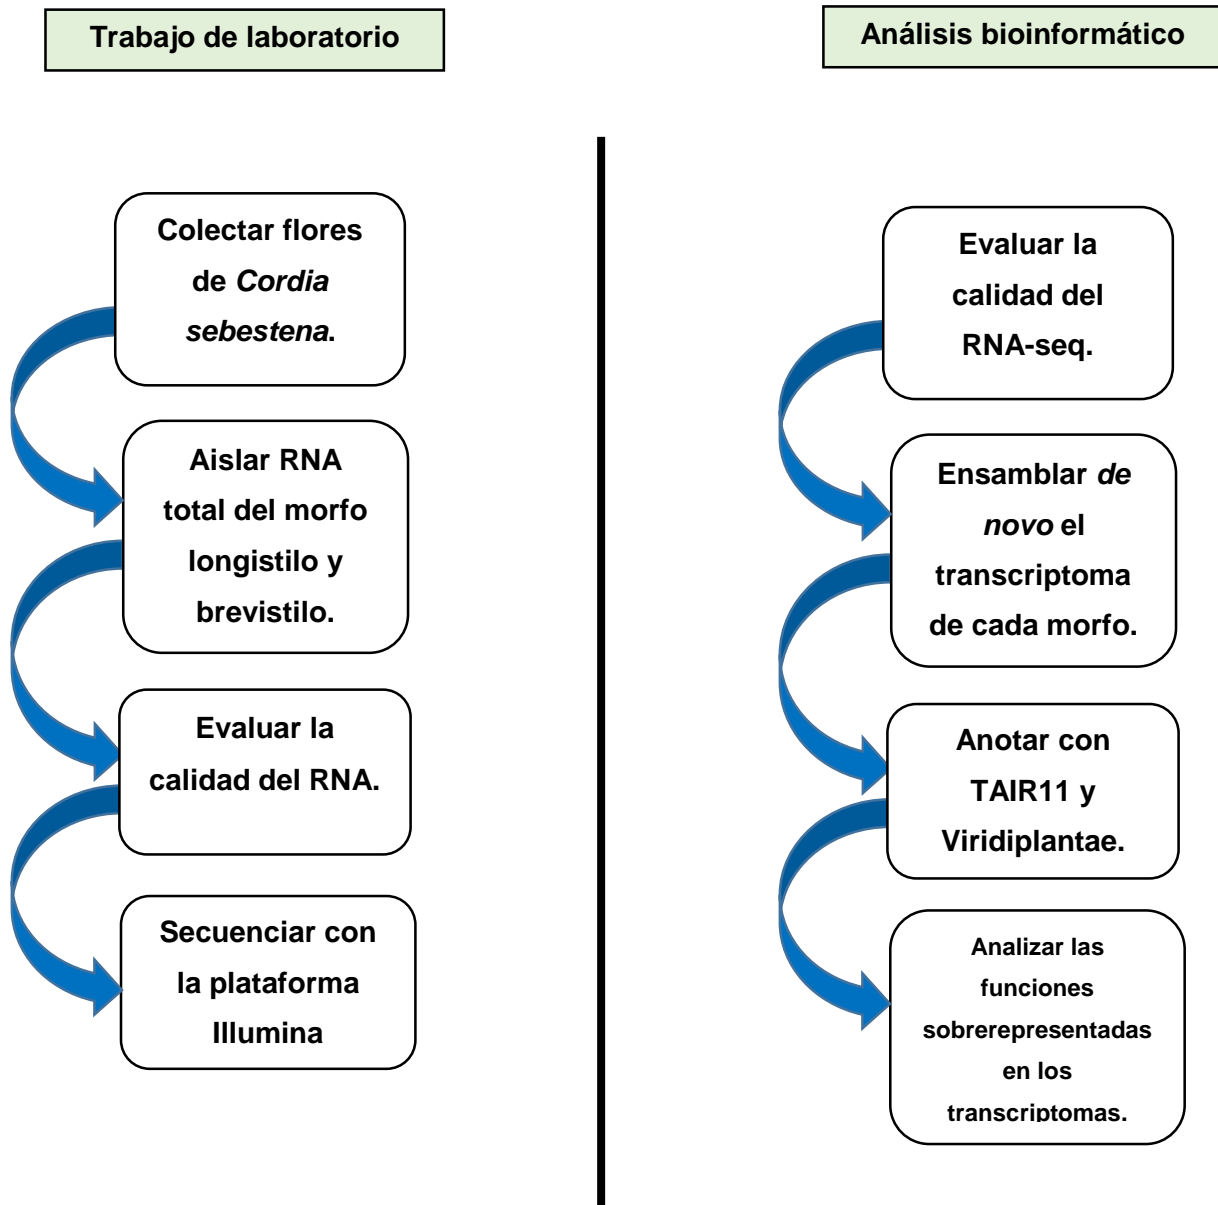 Trabajo de laboratorio
Colectar flores
de Cordia
sebestena.
Aislar RNA
total del morfo
longistilo y
brevistilo.
Evaluar la
calidad del RNA.
Secuenciar con
la plataforma
Illumina
Análisis bioinformático
Evaluar la
calidad del
RNA-seq.
Ensamblar de
novo el
transcriptoma
de cada morfo.
Anotar con
TAIR11 y
Viridiplantae.
Analizar las
funciones
sobrerepresentadas
en los
transcriptomas.